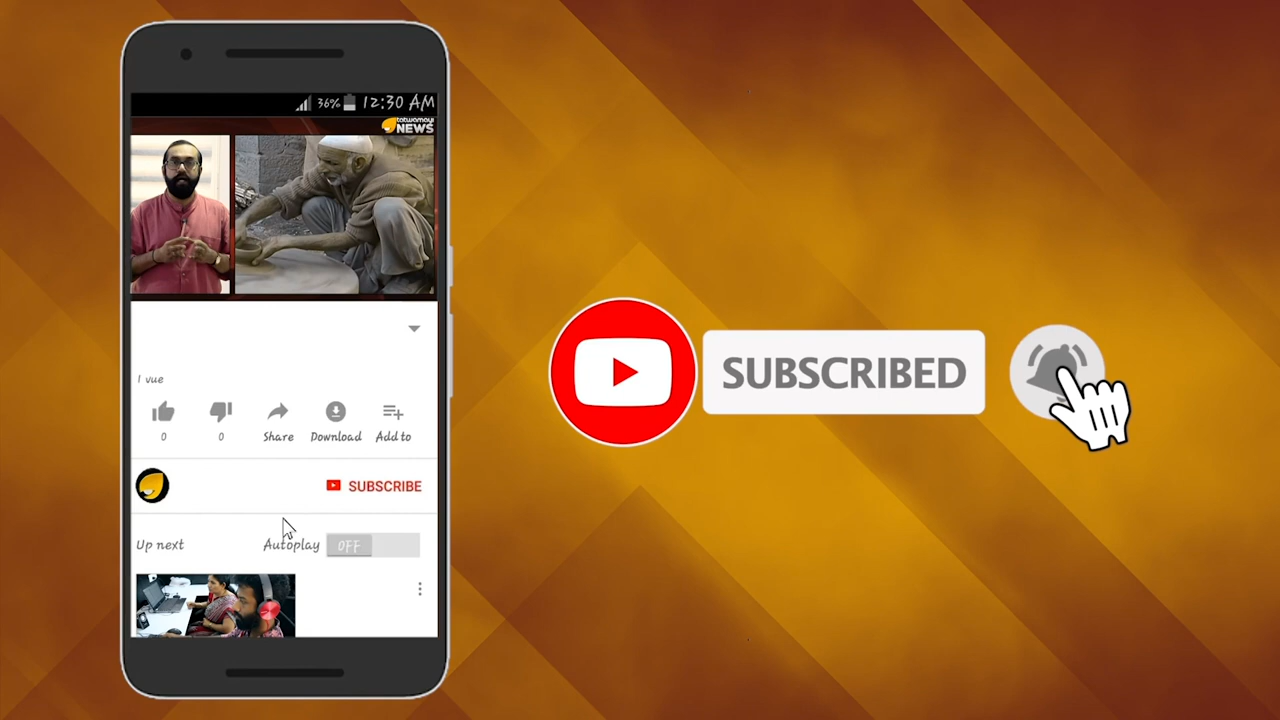 36% 12:30 AM
tatwamayi
NEWS
1 vue
0 0 Share Download Add to
SUBSCRIBE
Up next Autoplay OFF
SUBSCRIBED